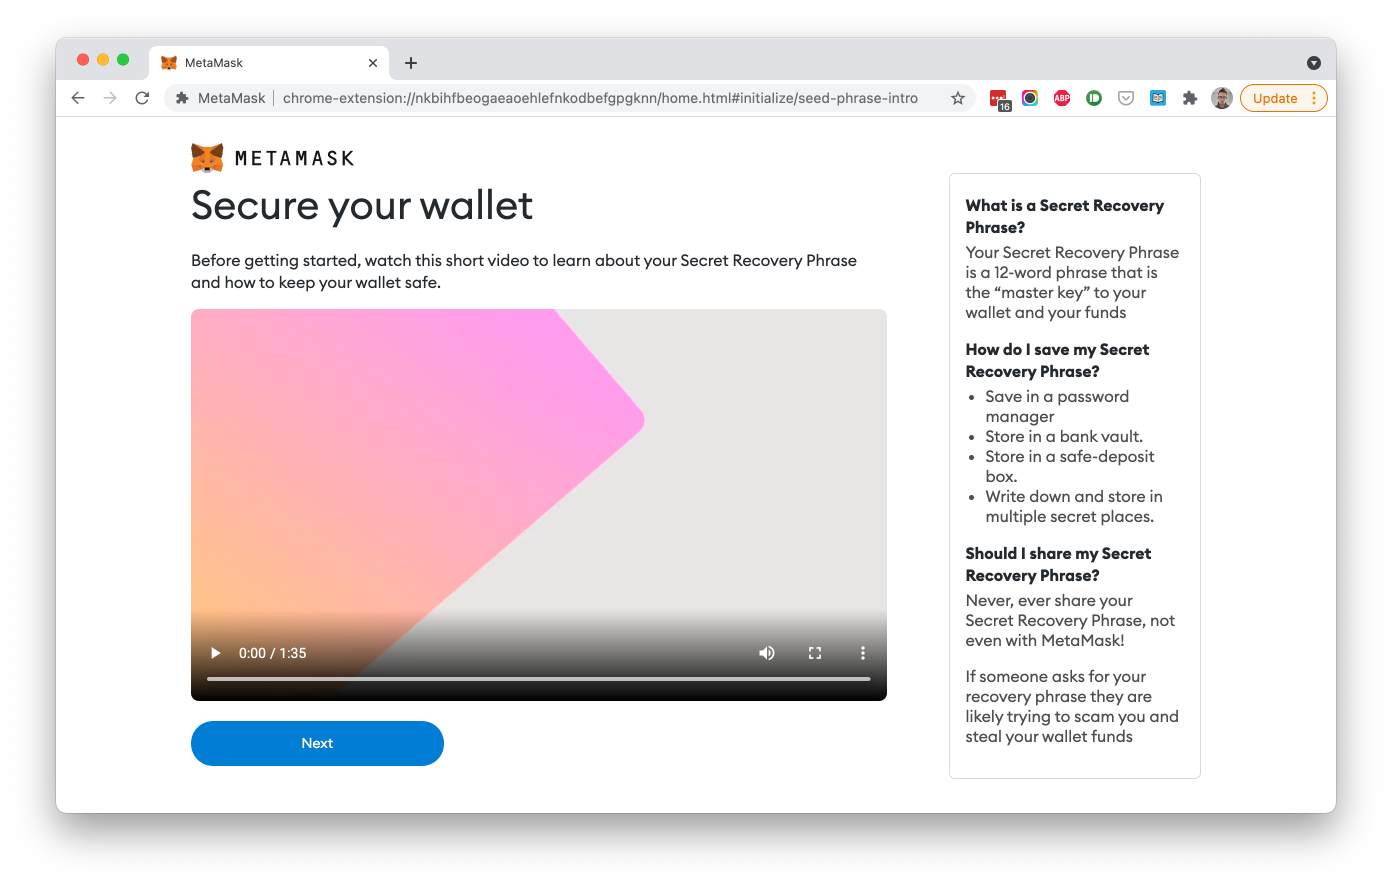 MetaMask
MetaMask
chrome-extension://nkbihfbeogaeaoehlefnkodbefgpgknn/home.html#initialize/seed-phrase-intro
16
ABP
Update
METAMASK
Secure your wallet
Before getting started, watch this short video to learn about your Secret Recovery Phrase
and how to keep your wallet safe.
0:00 / 1:35
Next
What is a Secret Recovery
Phrase?
Your Secret Recovery Phrase
is a 12-word phrase that is
the “master key” to your
wallet and your funds
How do I save my Secret
Recovery Phrase?
• Save in a password
manager
• Store in a bank vault.
• Store in a safe-deposit
box.
• Write down and store in
multiple secret places.
Should I share my Secret
Recovery Phrase?
Never, ever share your
Secret Recovery Phrase, not
even with MetaMask!
If someone asks for your
recovery phrase they are
likely trying to scam you and
steal your wallet funds